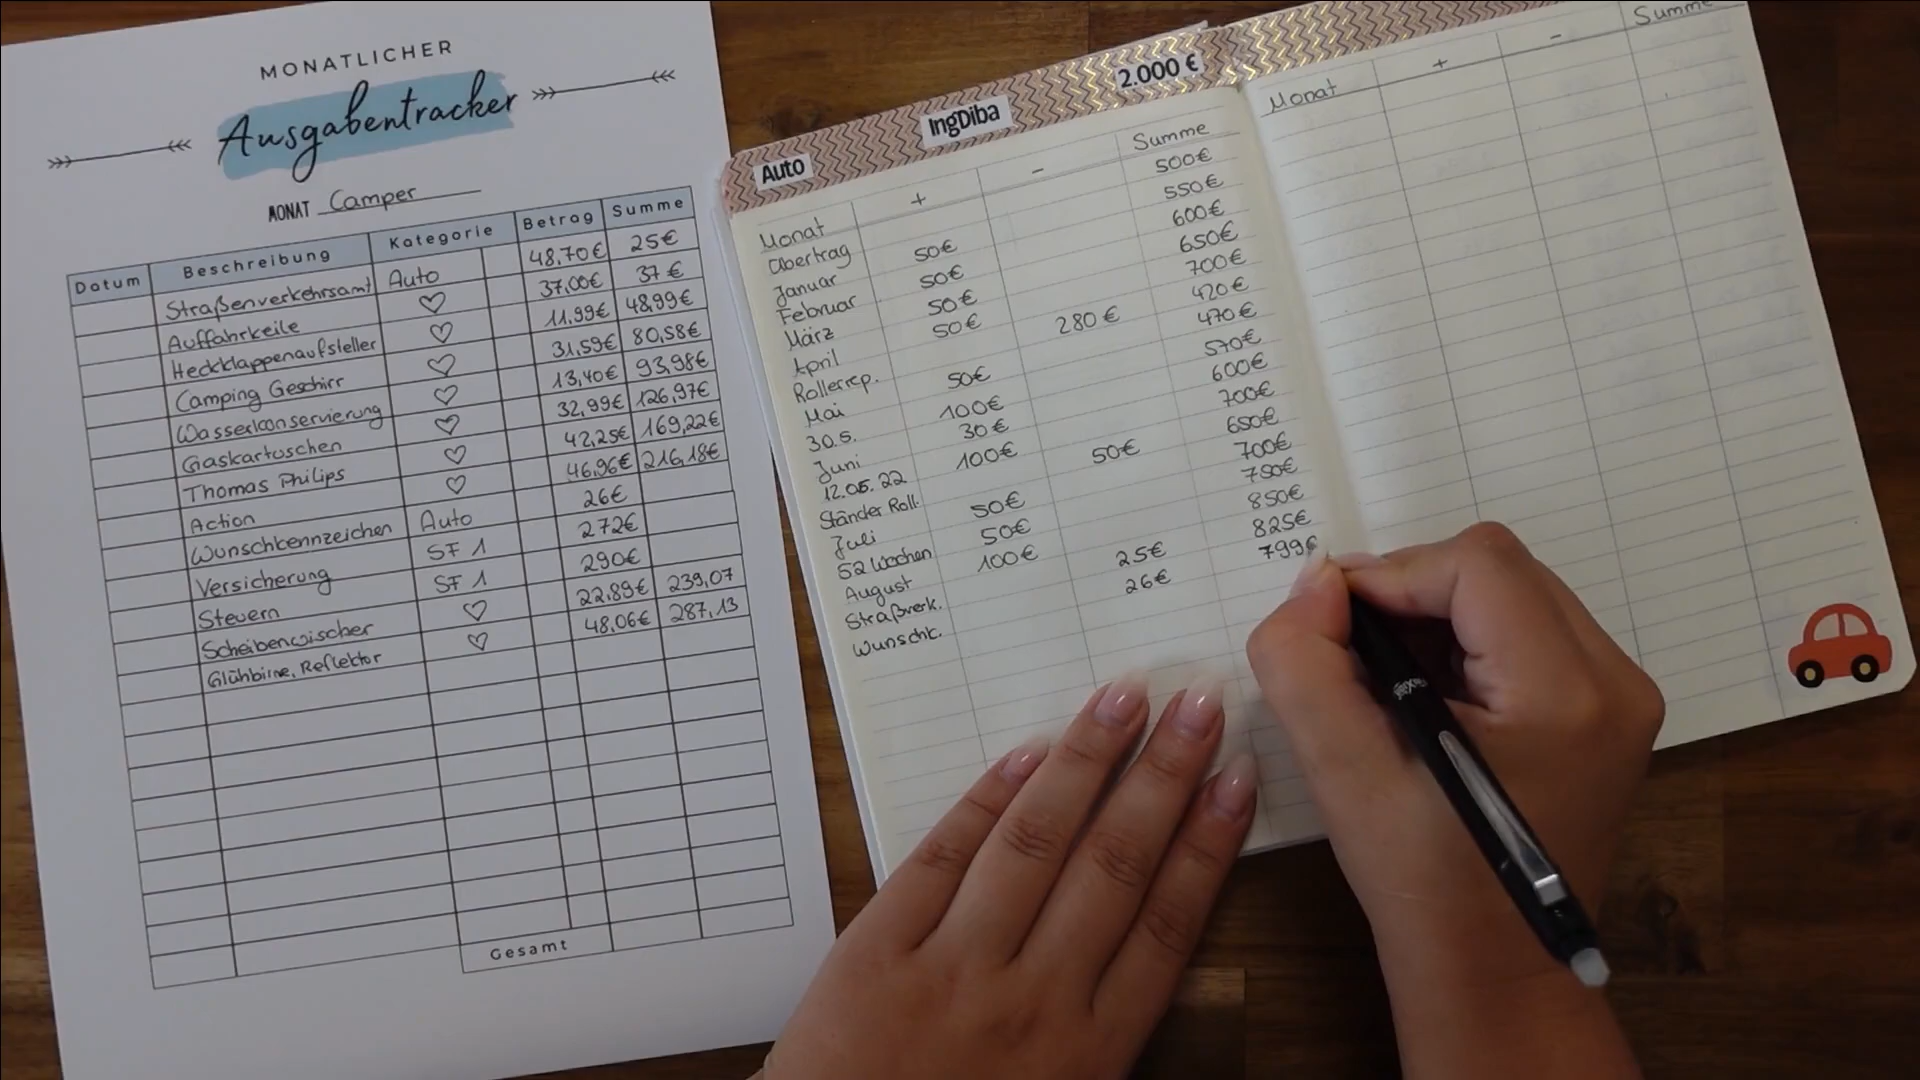 MONATLICHER
Ausgabentracker
MONAT Camper
Datum Beschreibung Kategorie Betrag Summe
Straßenverkehrsamt Auto 48,70€ 25€
Auffahrkeile ♡ 37,00€ 37€
Heckklappenaufsteller ♡ 11,99€ 48,99€
Camping Geschirr ♡ 31,59€ 80,58€
Wasserkonservierung ♡ 13,40€ 93,98€
Gaskartuschen ♡ 32,99€ 126,97€
Thomas Philips ♡ 42,25€ 169,22€
Action ♡ 46,96€ 216,18€
Wunschkennzeichen Auto 26€
Versicherung SF 1 272€
Steuern SF 1 290€
Scheibenwischer ♡ 22,89€ 239,07
Glühbirne, Reflektor ♡ 48,06€ 287,13
Gesamt
Auto IngDiba 2.000 €
Monat + - Summe
Übertrag 500€
Januar 50€ 550€
Februar 50€ 600€
März 50€ 650€
April 50€ 700€
Rollerrep. 280€ 420€
Mai 50€ 470€
30.5. 100€ 570€
Juni 30€ 600€
12.05.22 100€ 700€
Ständer Roll. 50€ 650€
Juli 50€ 700€
52 Wochen 50€ 750€
August 100€ 850€
Straßverk. 25€ 825€
Wunschk. 26€ 799€
Monat + - Summe